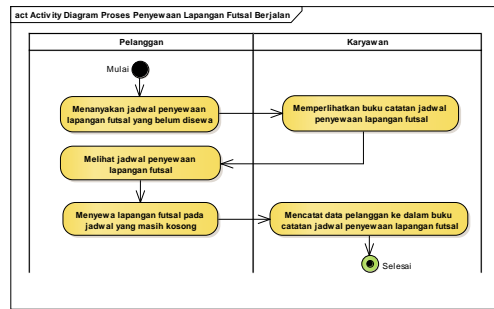 act Activity Diagram Proses Penyewaan Lapangan Futsal Berjalan
Pelanggan
Karyawan
Mulai
Menanyakan jadwal penyewaan
lapangan futsal yang belum disewa
Memperlihatkan buku catatan jadwal
penyewaan lapangan futsal
Melihat jadwal penyewaan
lapangan futsal
Menyewa lapangan futsal pada
jadwal yang masih kosong
Mencatat data pelanggan ke dalam buku
catatan jadwal penyewaan lapangan futsal
Selesai